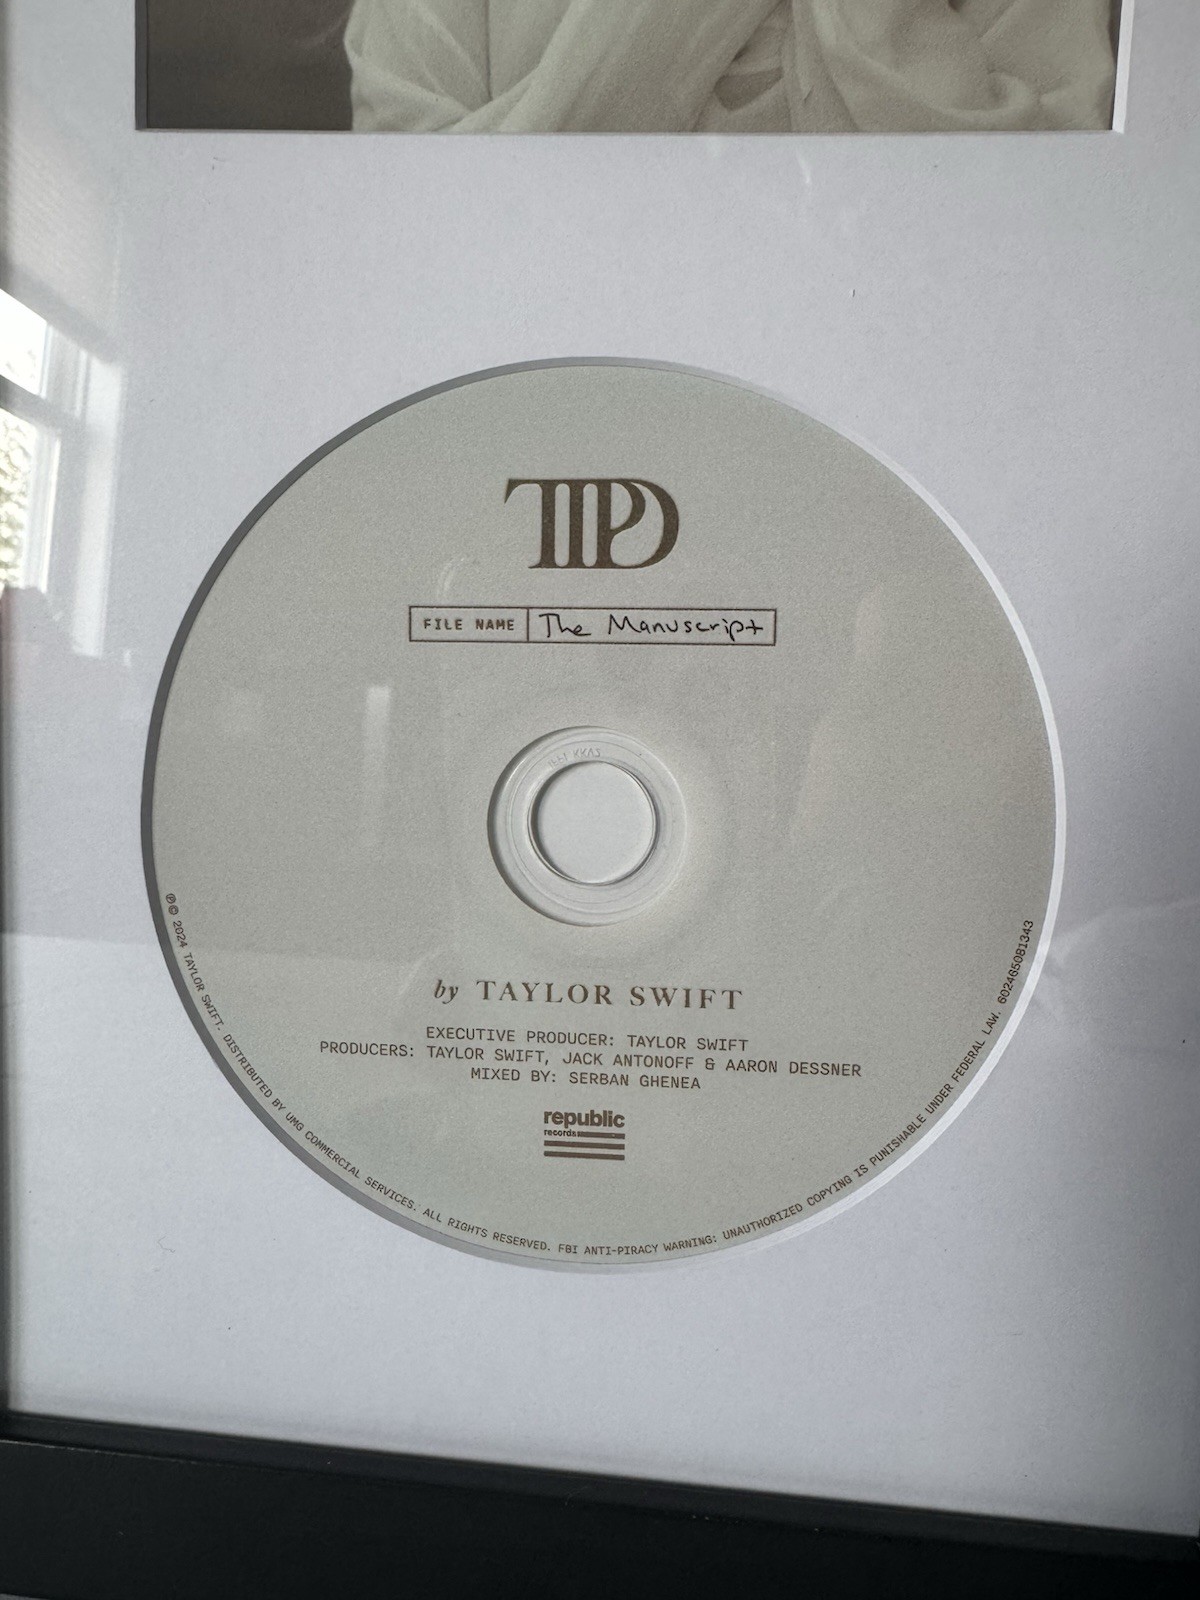 TTPD
FILE NAME The Manuscript
by TAYLOR SWIFT
EXECUTIVE PRODUCER: TAYLOR SWIFT
PRODUCERS: TAYLOR SWIFT, JACK ANTONOFF & AARON DESSNER
MIXED BY: SERBAN GHENEA
republic
records
℗© 2024 TAYLOR SWIFT. DISTRIBUTED BY UMG COMMERCIAL SERVICES. ALL RIGHTS RESERVED. FBI ANTI-PIRACY WARNING: UNAUTHORIZED COPYING IS PUNISHABLE UNDER FEDERAL LAW. 602465081343